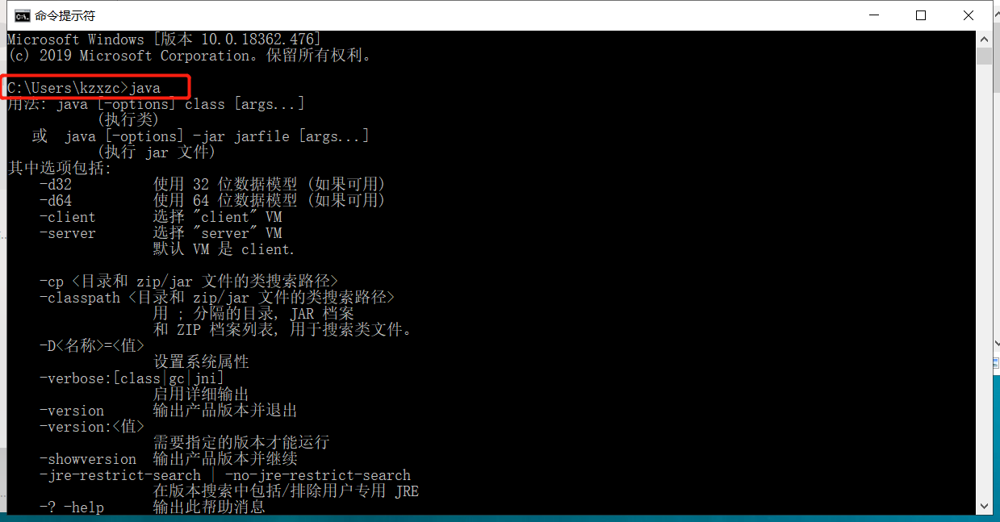 命令提示符
Microsoft Windows [版本 10.0.18362.476]
(c) 2019 Microsoft Corporation。保留所有权利。
C:\Users\kzxzc>java
用法: java [-options] class [args...]
(执行类)
或 java [-options] -jar jarfile [args...]
(执行 jar 文件)
其中选项包括:
-d32 使用 32 位数据模型 (如果可用)
-d64 使用 64 位数据模型 (如果可用)
-client 选择 "client" VM
-server 选择 "server" VM
默认 VM 是 client.
-cp <目录和 zip/jar 文件的类搜索路径>
-classpath <目录和 zip/jar 文件的类搜索路径>
用 ; 分隔的目录, JAR 档案
和 ZIP 档案列表, 用于搜索类文件。
-D<名称>=<值>
设置系统属性
-verbose:[class|gc|jni]
启用详细输出
-version 输出产品版本并退出
-version:<值>
需要指定的版本才能运行
-showversion 输出产品版本并继续
-jre-restrict-search | -no-jre-restrict-search
在版本搜索中包括/排除用户专用 JRE
-? -help 输出此帮助消息